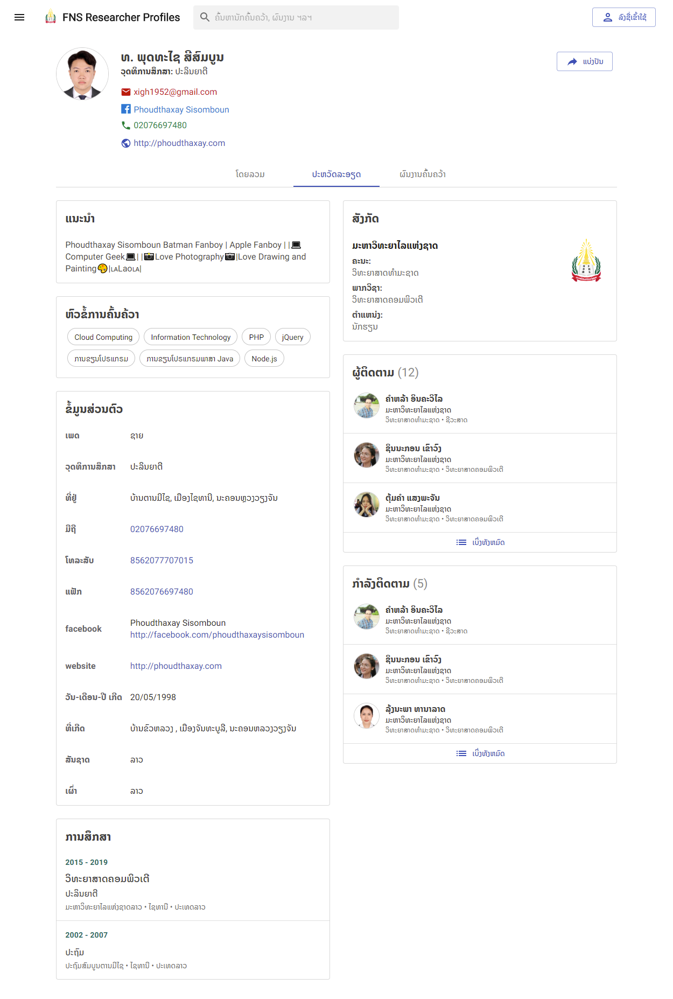 FNS Researcher Profiles
ຄົ້ນຫານັກຄົ້ນຄວ້າ, ຜົນງານ ຯລຯ
ລົງຊື່ເຂົ້າໃຊ້
ທ. ພຸດທະໄຊ ສີສົມບູນ
ວຸດທິການສຶກສາ: ປະລິນຍາຕີ
ແບ່ງປັນ
xigh1952@gmail.com
Phoudthaxay Sisomboun
02076697480
http://phoudthaxay.com
ໂດຍລວມ
ປະຫວັດລະອຽດ
ຜົນງານຄົ້ນຄວ້າ
ແນະນຳ
Phoudthaxay Sisomboun Batman Fanboy | Apple Fanboy | |💻
Computer Geek💻| |📸Love Photography📷|Love Drawing and
Painting🎨|🇱🇦Lao🇱🇦|
ຫົວຂໍ້ການຄົ້ນຄ້ວາ
Cloud Computing
Information Technology
PHP
jQuery
ການຂຽນໂປຣແກຣມ
ການຂຽນໂປຣແກຣມພາສາ Java
Node.js
ຂໍ້ມູນສ່ວນຕົວ
ເພດ ຊາຍ
ວຸດທິການສຶກສາ ປະລິນຍາຕີ
ທີ່ຢູ່ ບ້ານຕານມີໄຊ, ເມືອງໄຊທານີ, ນະຄອນຫຼວງວຽງຈັນ
ມືຖື 02076697480
ໂທລະສັບ 8562077707015
ແຟັກ 8562076697480
facebook Phoudthaxay Sisomboun
http://facebook.com/phoudthaxaysisomboun
website http://phoudthaxay.com
ວັນ-ເດືອນ-ປີ ເກີດ 20/05/1998
ທີ່ເກີດ ບ້ານຂົວຫລວງ , ເມືອງຈັນທະບູລີ, ນະຄອນຫລວງວຽງຈັນ
ສັນຊາດ ລາວ
ເຜົ່າ ລາວ
ການສຶກສາ
2015 - 2019
ວິທະຍາສາດຄອມພິວເຕີ
ປະລິນຍາຕີ
ມະຫາວິທະຍາໄລແຫ່ງຊາດລາວ • ໄຊທານີ • ປະເທດລາວ
2002 - 2007
ປະຖົມ
ປະຖົມສົມບູນຕານມີໄຊ • ໄຊທານີ • ປະເທດລາວ
ສັງກັດ
ມະຫາວິທະຍາໄລແຫ່ງຊາດ
ຄະນະ:
ວິທະຍາສາດທຳມະຊາດ
ພາກວິຊາ:
ວິທະຍາສາດຄອມພິວເຕີ
ຕຳແຫນ່ງ:
ນັກຮຽນ
ຜູ້ຕິດຕາມ (12)
ຄຳຫລ້າ ອິນຄະວິໄລ
ມະຫາວິທະຍາໄລແຫ່ງຊາດ
ວິທະຍາສາດທຳມະຊາດ • ຊີວະສາດ
ຊິນນະກອນ ເຂົາວົງ
ມະຫາວິທະຍາໄລແຫ່ງຊາດ
ວິທະຍາສາດທຳມະຊາດ • ວິທະຍາສາດຄອມພິວເຕີ
ຕຸ້ມຄຳ ແສງພະຈັນ
ມະຫາວິທະຍາໄລແຫ່ງຊາດ
ວິທະຍາສາດທຳມະຊາດ • ວິທະຍາສາດຄອມພິວເຕີ
ເບິ່ງທັງຫມົດ
ກຳລັງຕິດຕາມ (5)
ຄຳຫລ້າ ອິນຄະວິໄລ
ມະຫາວິທະຍາໄລແຫ່ງຊາດ
ວິທະຍາສາດທຳມະຊາດ • ຊີວະສາດ
ຊິນນະກອນ ເຂົາວົງ
ມະຫາວິທະຍາໄລແຫ່ງຊາດ
ວິທະຍາສາດທຳມະຊາດ • ວິທະຍາສາດຄອມພິວເຕີ
ລຸ້ງນະພາ ທານາລາດ
ມະຫາວິທະຍາໄລແຫ່ງຊາດ
ວິທະຍາສາດທຳມະຊາດ • ວິທະຍາສາດຄອມພິວເຕີ
ເບິ່ງທັງຫມົດ